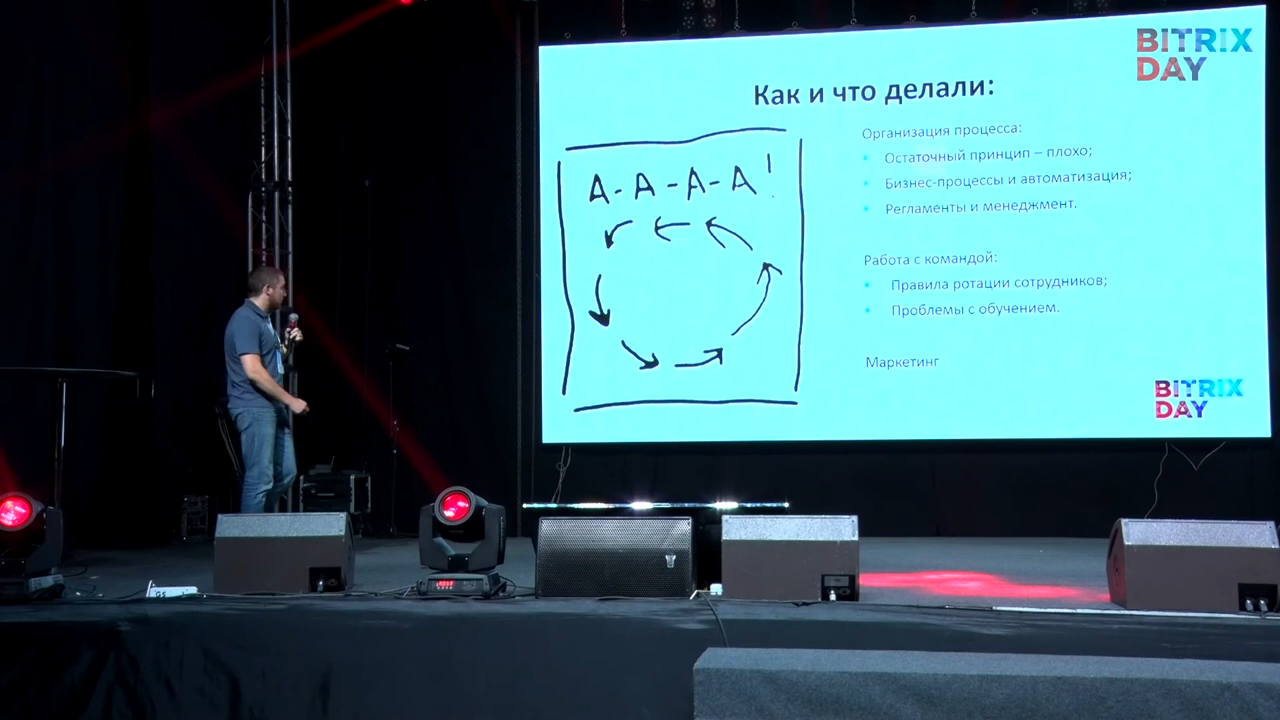 BITRIX
DAY
Как и что делали:
А-А-А-А!
Организация процесса:
Остаточный принцип – плохо;
Бизнес-процессы и автоматизация;
Регламенты и менеджмент.
Работа с командой:
Правила ротации сотрудников;
Проблемы с обучением.
Маркетинг
BITRIX
DAY